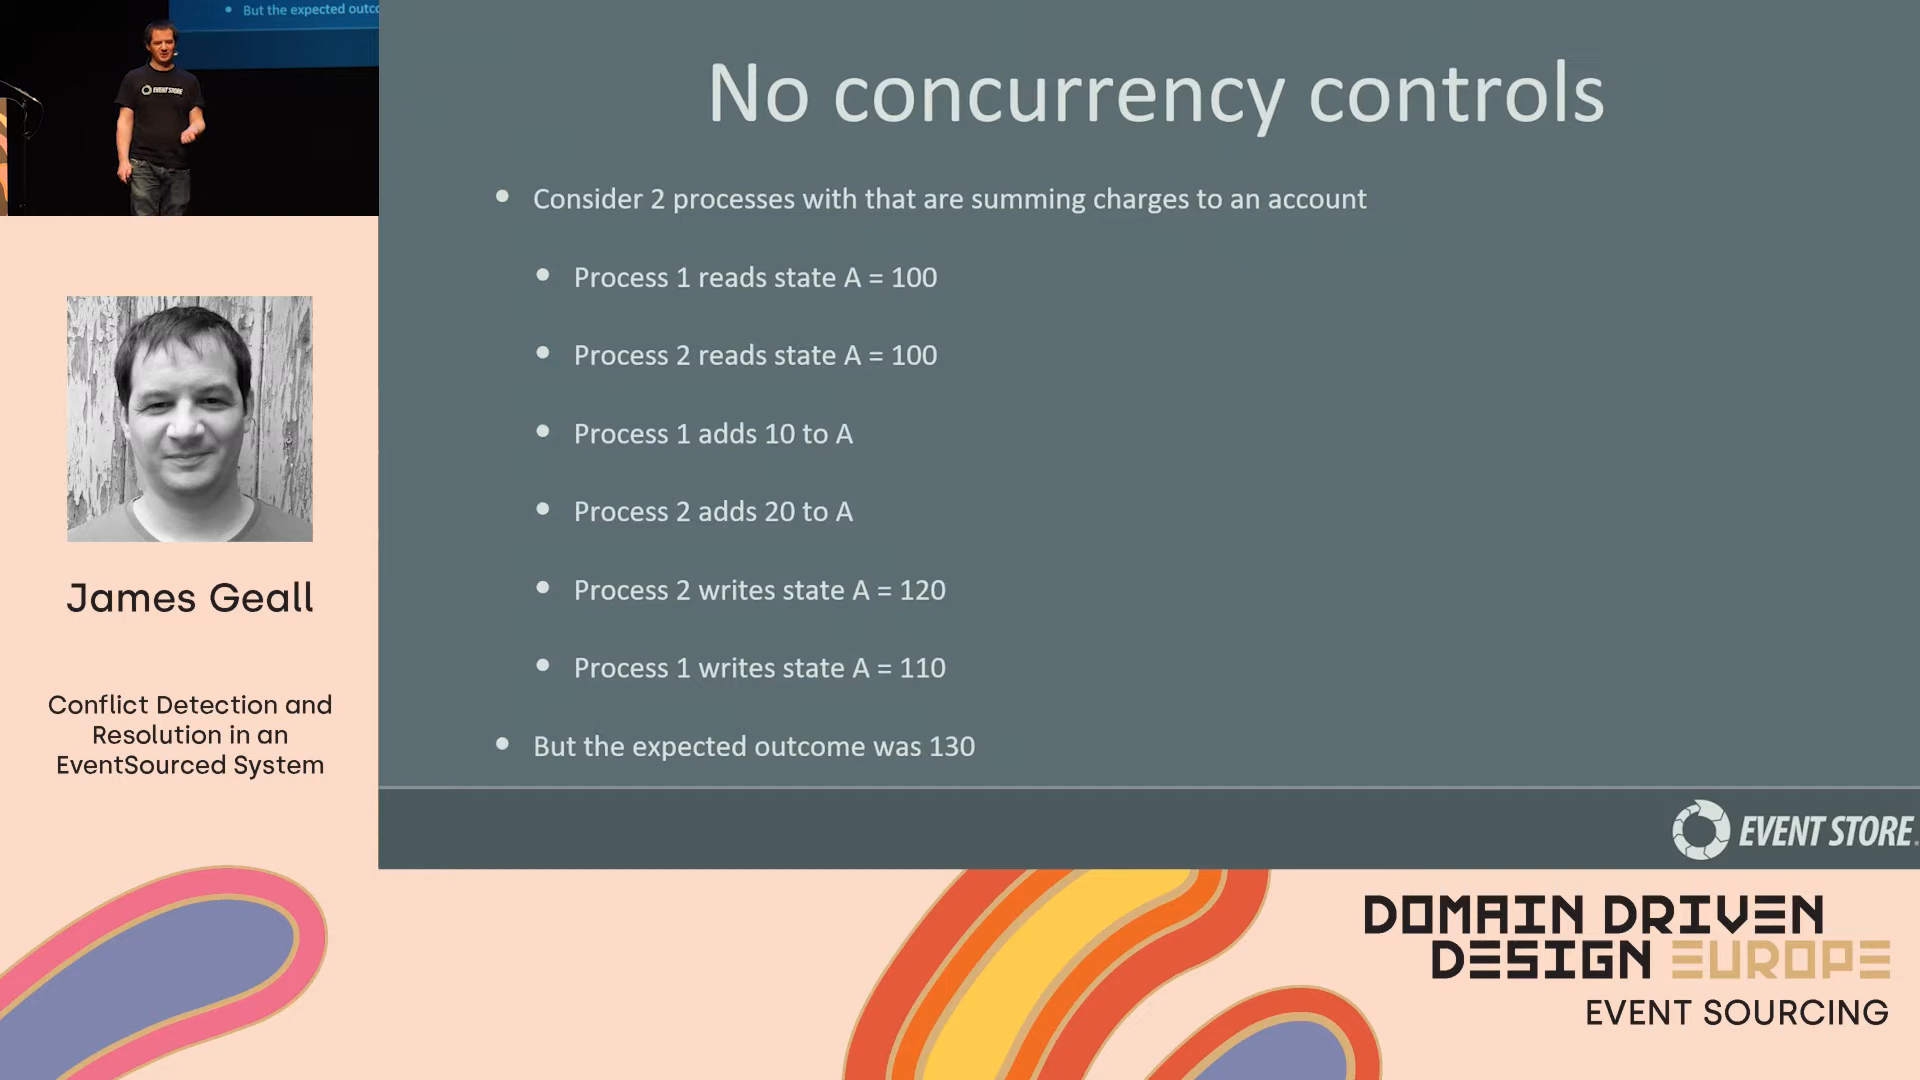 But the expected outco
EVENT STORE
No concurrency controls
Consider 2 processes with that are summing charges to an account
Process 1 reads state A = 100
Process 2 reads state A = 100
Process 1 adds 10 to A
Process 2 adds 20 to A
Process 2 writes state A = 120
Process 1 writes state A = 110
But the expected outcome was 130
EVENT STORE.
James Geall
Conflict Detection and
Resolution in an
EventSourced System
DOMAIN DRIVEN
DESIGN EUROPE
EVENT SOURCING